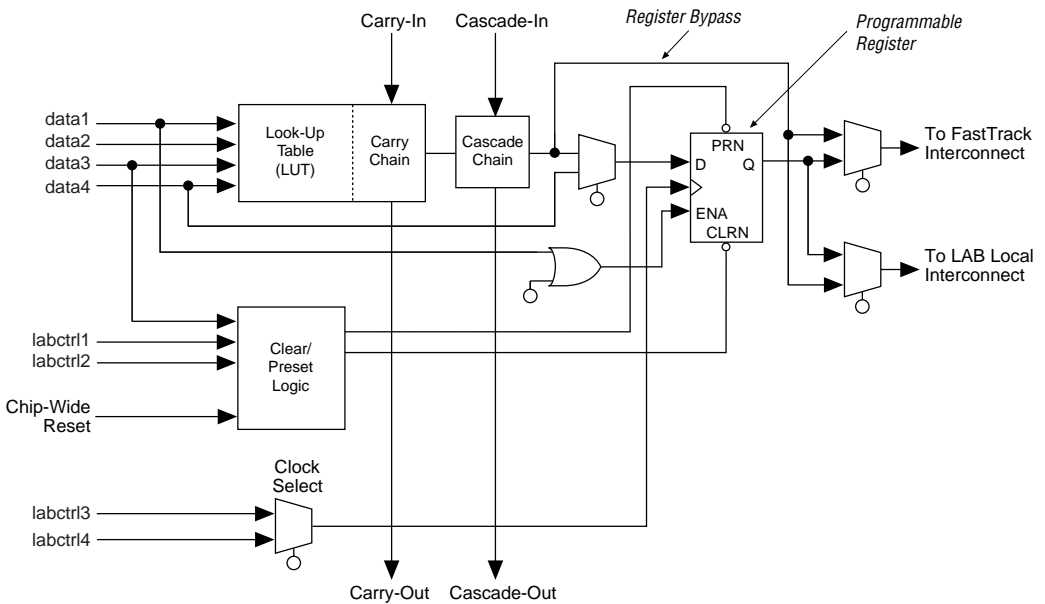 Carry-In
Cascade-In
Register Bypass
Programmable
Register
data1
data2
data3
data4
Look-Up
Table
(LUT)
Carry
Chain
Cascade
Chain
PRN
D
Q
ENA
CLRN
To FastTrack
Interconnect
To LAB Local
Interconnect
labctrl1
labctrl2
Clear/
Preset
Logic
Chip-Wide
Reset
Clock
Select
labctrl3
labctrl4
Carry-Out
Cascade-Out